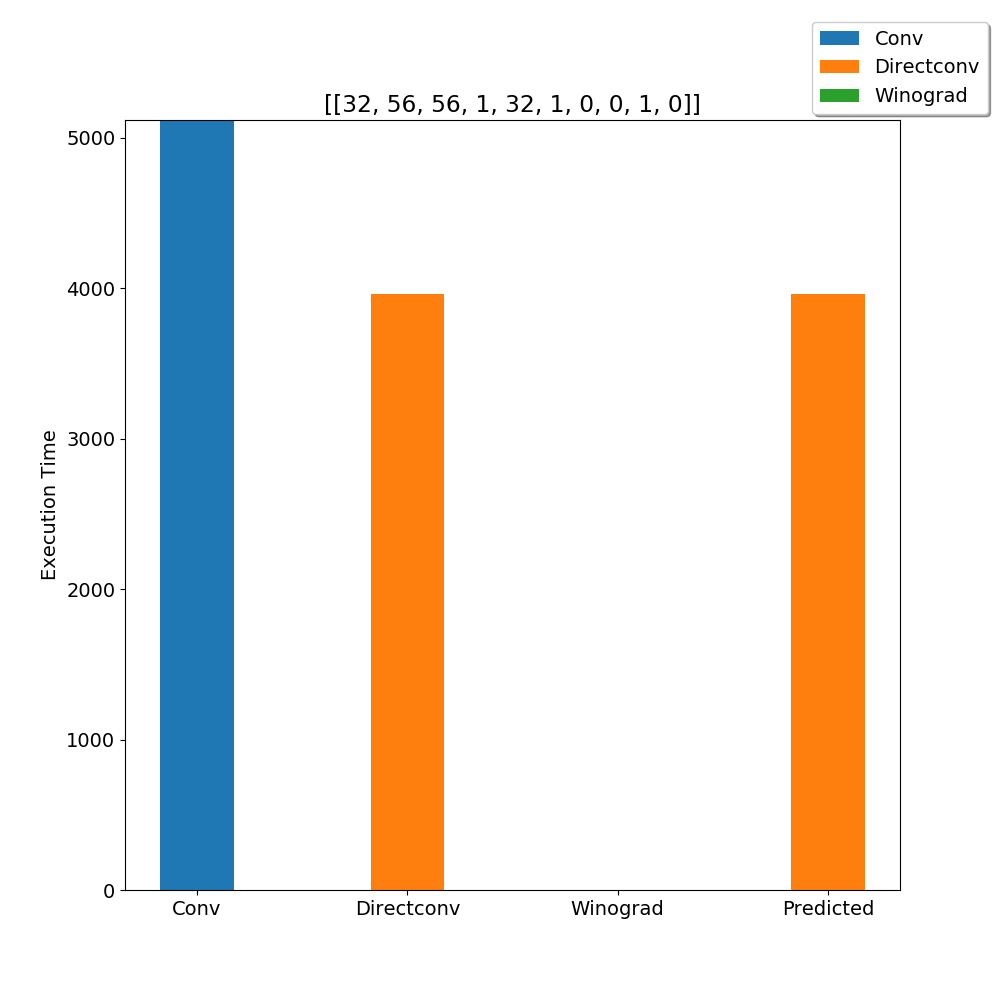 Conv
Directconv
Winograd
[[32, 56, 56, 1, 32, 1, 0, 0, 1, 0]]
5000
4000
3000
2000
1000
0
Execution Time
Conv
Directconv
Winograd
Predicted